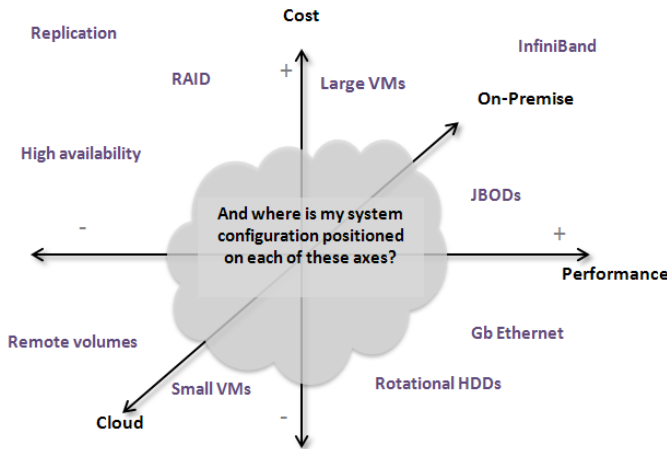 Cost
Replication
InfiniBand
RAID
+
Large VMs
On-Premise
High availability
JBODs
And where is my system
configuration positioned
on each of these axes?
-
+
Performance
Remote volumes
Gb Ethernet
Small VMs
Rotational HDDs
Cloud
-